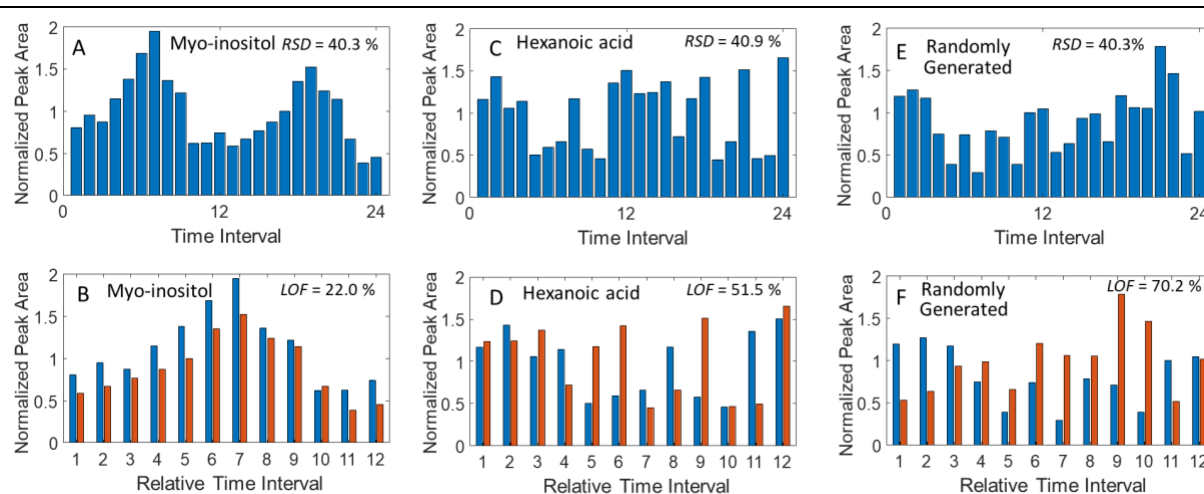 A
Myo-inositol
RSD = 40.3 %
Normalized Peak Area
2
1.5
1
0.5
0
0
12
24
Time Interval
C
Hexanoic acid
RSD = 40.9 %
Normalized Peak Area
2
1.5
1
0.5
0
0
12
24
Time Interval
E
Randomly
Generated
RSD = 40.3%
Normalized Peak Area
2
1.5
1
0.5
0
0
12
24
Time Interval
B
Myo-inositol
LOF = 22.0 %
Normalized Peak Area
2
1.5
1
0.5
0
1 2 3 4 5 6 7 8 9 10 11 12
Relative Time Interval
D
Hexanoic acid
LOF = 51.5 %
Normalized Peak Area
2
1.5
1
0.5
0
1 2 3 4 5 6 7 8 9 10 11 12
Relative Time Interval
F
Randomly
Generated
LOF = 70.2 %
Normalized Peak Area
2
1.5
1
0.5
0
1 2 3 4 5 6 7 8 9 10 11 12
Relative Time Interval